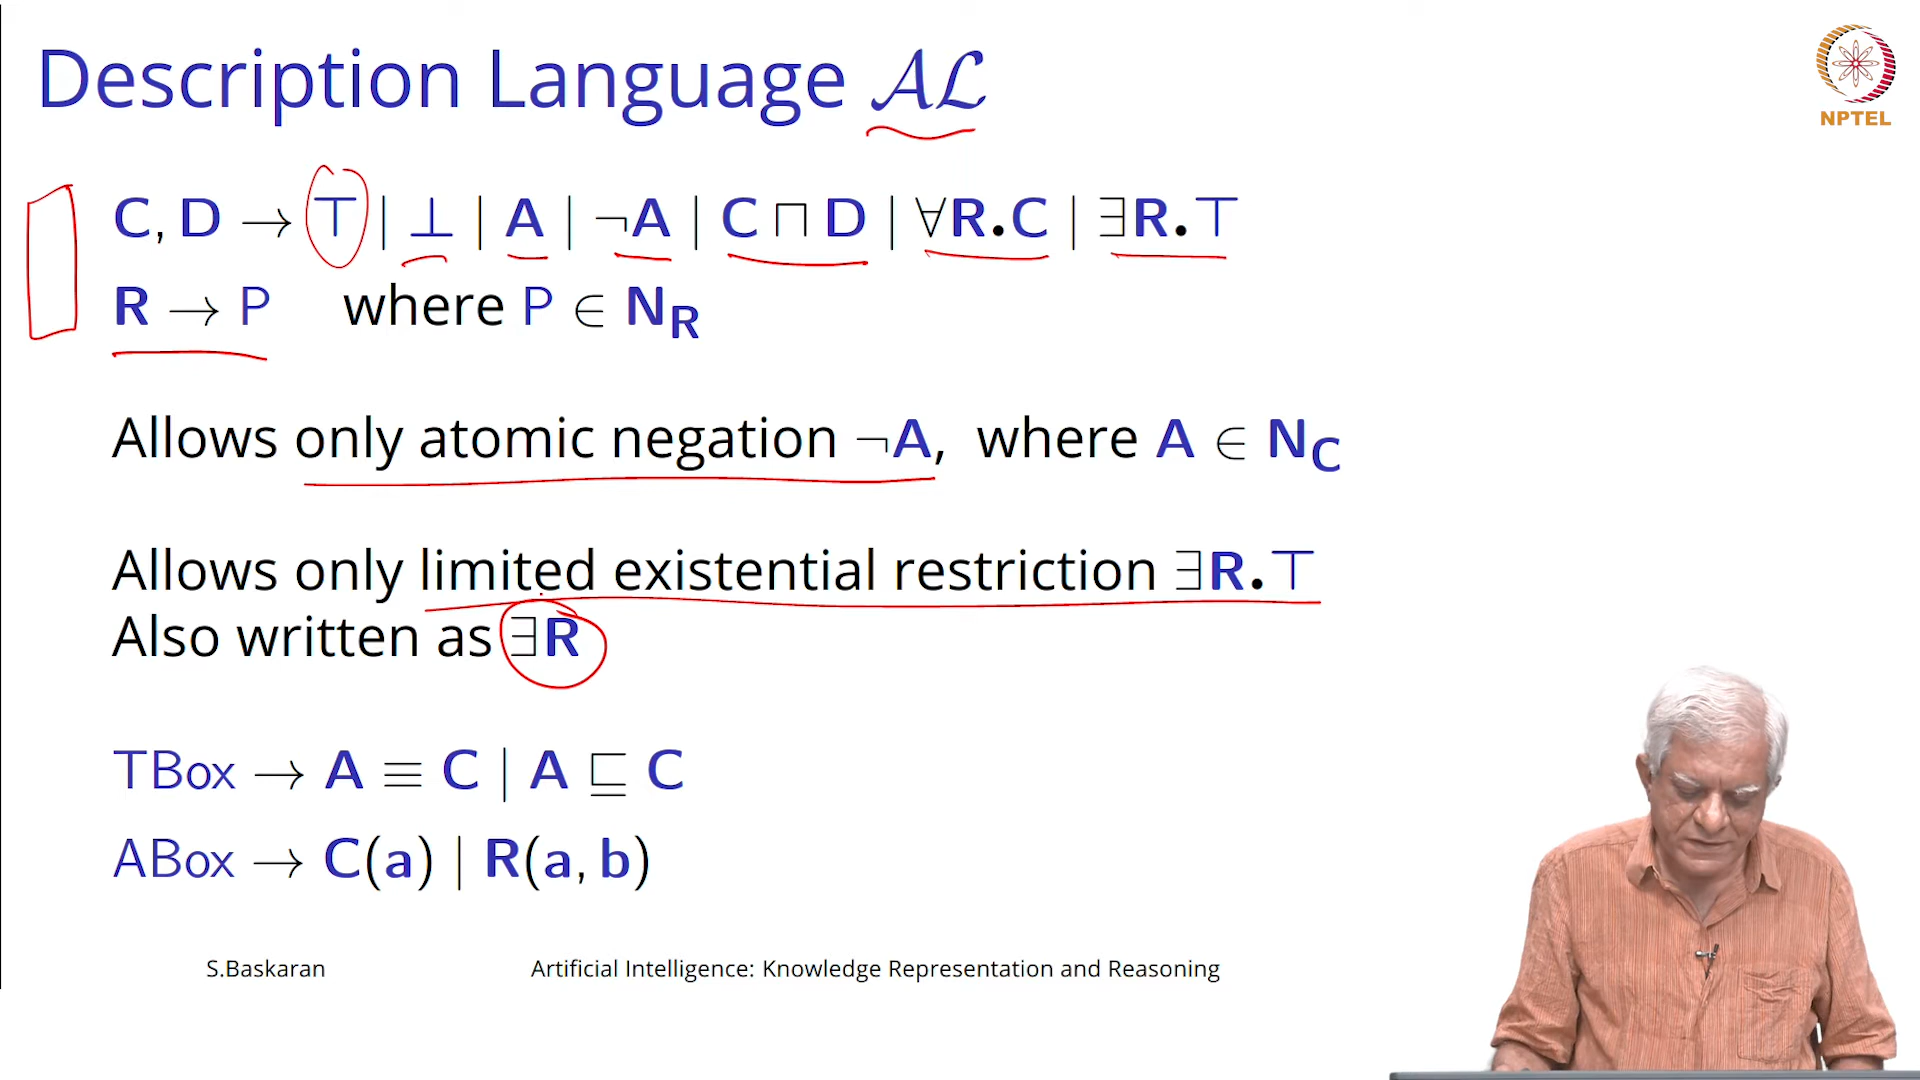 Description Language 𝒜ℒ
NPTEL
C, D → ⊤ | ⊥ | A | ¬A | C ⊓ D | ∀R.C | ∃R.⊤
R → P where P ∈ N_R
Allows only atomic negation ¬A, where A ∈ N_C
Allows only limited existential restriction ∃R.⊤
Also written as ∃R
TBox → A ≡ C | A ⊑ C
ABox → C(a) | R(a, b)
S.Baskaran Artificial Intelligence: Knowledge Representation and Reasoning